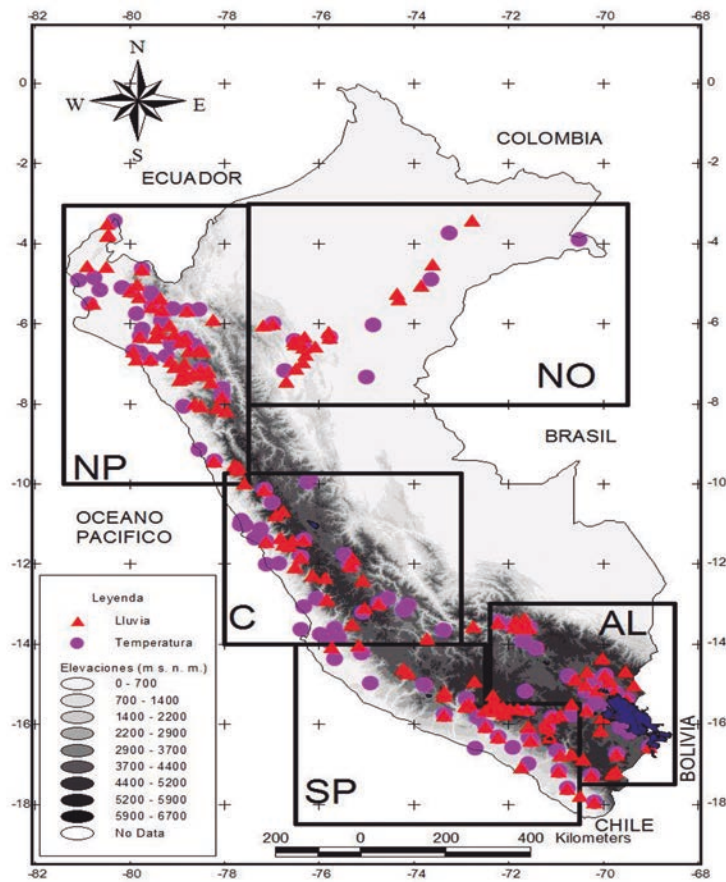 -82 -80 -78 -76 -74 -72 -70 -68
N
W E
S
COLOMBIA
ECUADOR
0 0
-2 -2
-4 -4
-6 -6
-8 -8
-10 -10
-12 -12
-14 -14
-16 -16
-18 -18
NO
BRASIL
NP
OCEANO
PACIFICO
C
AL
SP
BOLIVIA
CHILE
Leyenda
Lluvia
Temperatura
Elevaciones (m s. n. m.)
0 - 700
700 - 1400
1400 - 2200
2200 - 2900
2900 - 3700
3700 - 4400
4400 - 5200
5200 - 5900
5900 - 6700
No Data
200 0 200 400 Kilometers
-82 -80 -78 -76 -74 -72 -70 -68